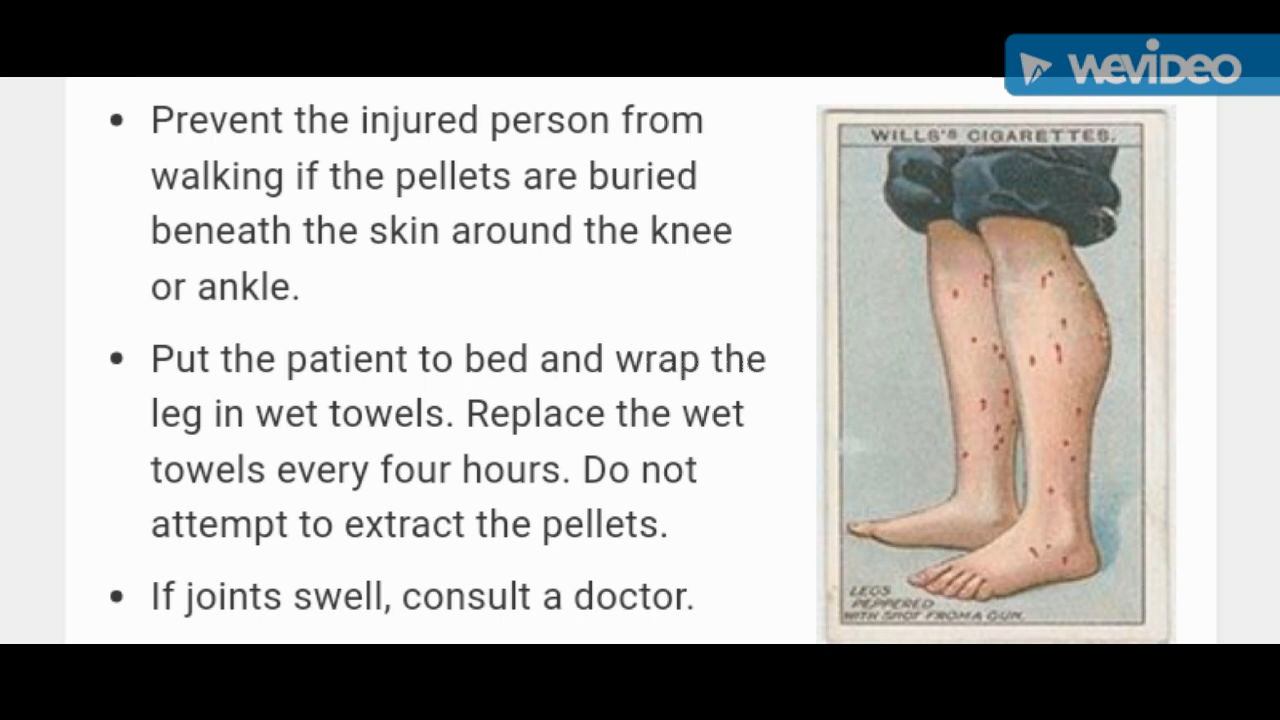 WEVIDEO
• Prevent the injured person from
walking if the pellets are buried
beneath the skin around the knee
or ankle.
• Put the patient to bed and wrap the
leg in wet towels. Replace the wet
towels every four hours. Do not
attempt to extract the pellets.
• If joints swell, consult a doctor.
WILLS'S CIGARETTES.
LEGS
PEPPERED
WITH SHOT FROM A GUN.